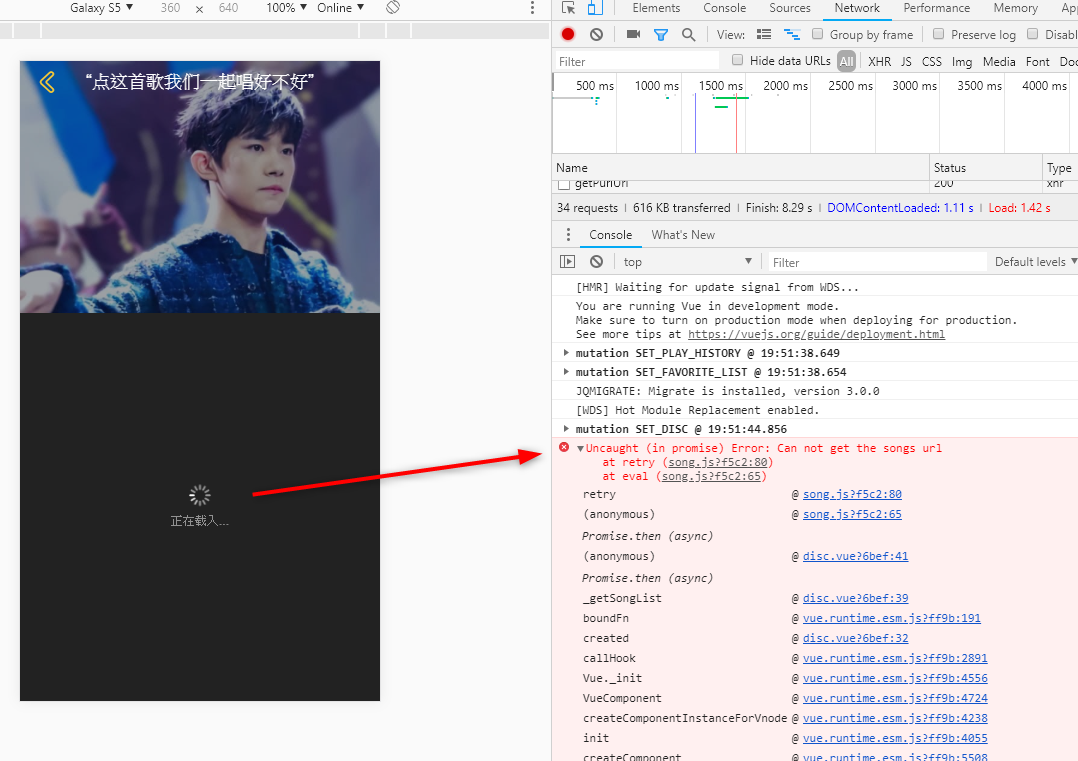 Galaxy S5 ▼ 360 × 640 100% ▼ Online ▼
Elements Console Sources Network Performance Memory
View: Group by frame Preserve log Disabl
Filter Hide data URLs All XHR JS CSS Img Media Font Doc
500 ms 1000 ms 1500 ms 2000 ms 2500 ms 3000 ms 3500 ms 4000 ms
Name Status Type
getPurlUrl 200 xhr
34 requests | 616 KB transferred | Finish: 8.29 s | DOMContentLoaded: 1.11 s | Load: 1.42 s
Console What's New
top ▼ Filter Default levels ▼
“点这首歌我们一起唱好不好”
正在载入...
[HMR] Waiting for update signal from WDS...
You are running Vue in development mode.
Make sure to turn on production mode when deploying for production.
See more tips at https://vuejs.org/guide/deployment.html
mutation SET_PLAY_HISTORY @ 19:51:38.649
mutation SET_FAVORITE_LIST @ 19:51:38.654
JQMIGRATE: Migrate is installed, version 3.0.0
[WDS] Hot Module Replacement enabled.
mutation SET_DISC @ 19:51:44.856
Uncaught (in promise) Error: Can not get the songs url
at retry (song.js?f5c2:80)
at eval (song.js?f5c2:65)
retry @ song.js?f5c2:80
(anonymous) @ song.js?f5c2:65
Promise.then (async)
(anonymous) @ disc.vue?6bef:41
Promise.then (async)
_getSongList @ disc.vue?6bef:39
boundFn @ vue.runtime.esm.js?ff9b:191
created @ disc.vue?6bef:32
callHook @ vue.runtime.esm.js?ff9b:2891
Vue._init @ vue.runtime.esm.js?ff9b:4556
VueComponent @ vue.runtime.esm.js?ff9b:4724
createComponentInstanceForVnode @ vue.runtime.esm.js?ff9b:4238
init @ vue.runtime.esm.js?ff9b:4055
createComponent @ vue.runtime.esm.js?ff9b:5508